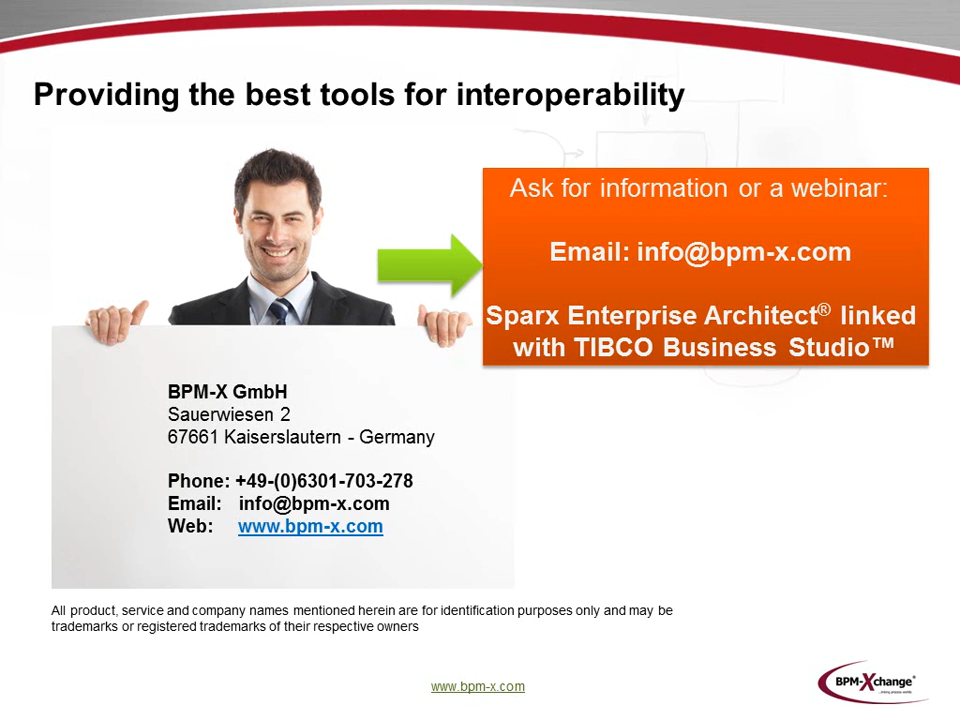 Providing the best tools for interoperability
Ask for information or a webinar:
Email: info@bpm-x.com
Sparx Enterprise Architect® linked
with TIBCO Business Studio™
BPM-X GmbH
Sauerwiesen 2
67661 Kaiserslautern - Germany
Phone: +49-(0)6301-703-278
Email: info@bpm-x.com
Web: www.bpm-x.com
All product, service and company names mentioned herein are for identification purposes only and may be
trademarks or registered trademarks of their respective owners
www.bpm-x.com
BPM-Xchange®